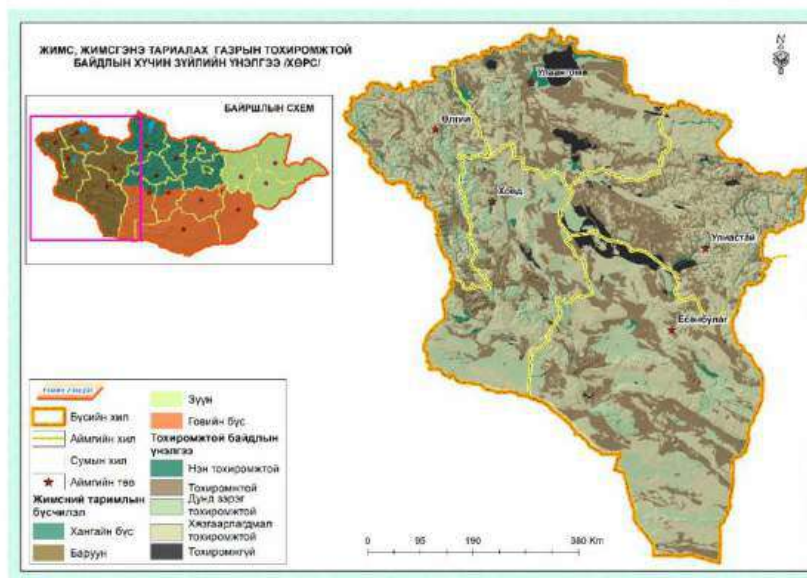 ЖИМС, ЖИМСГЭНЭ ТАРИАЛАХ ГАЗРЫН ТОХИРОМЖТОЙ
БАЙДЛЫН ХҮЧИН ЗҮЙЛИЙН ҮНЭЛГЭЭ /ХӨРС/
БАЙРШЛЫН СХЕМ
Улаангом
Өлгий
Ховд
Улиастай
Есөнбулаг
Бүсийн хил
Аймгийн хил
Сумын хил
Аймгийн төв
Жимсний таримлын
бүсчилэл
Хангайн бүс
Баруун
Зүүн
Говийн бүс
Тохиромжтой байдлын
үнэлгээ
Нэн тохиромжтой
Тохиромжтой
Дунд зэрэг
тохиромжтой
Хязгаарлагдмал
тохиромжтой
Тохиромжгүй
0 95 190 380 Km